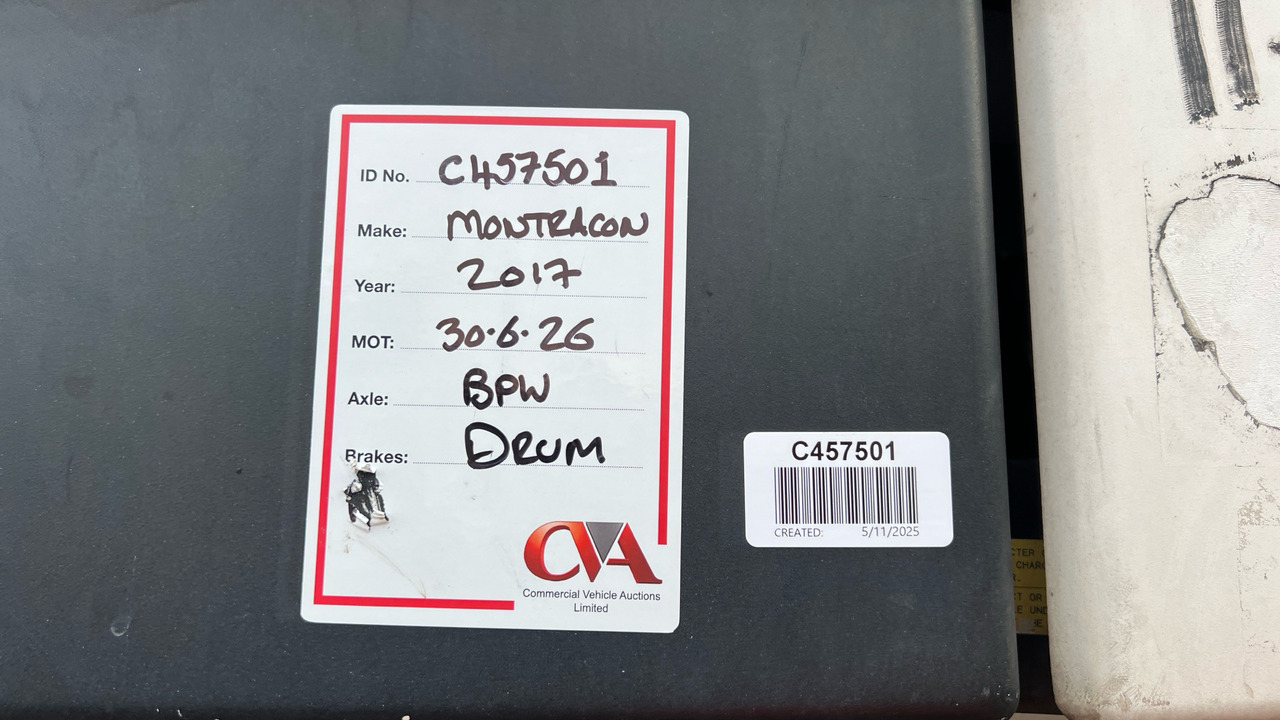 ID No. C457501
Make: MONTRACON
Year: 2017
MOT: 30·6·26
Axle: BPW
Brakes: DRUM
CVA
Commercial Vehicle Auctions
Limited
C457501
CREATED: 5/11/2025